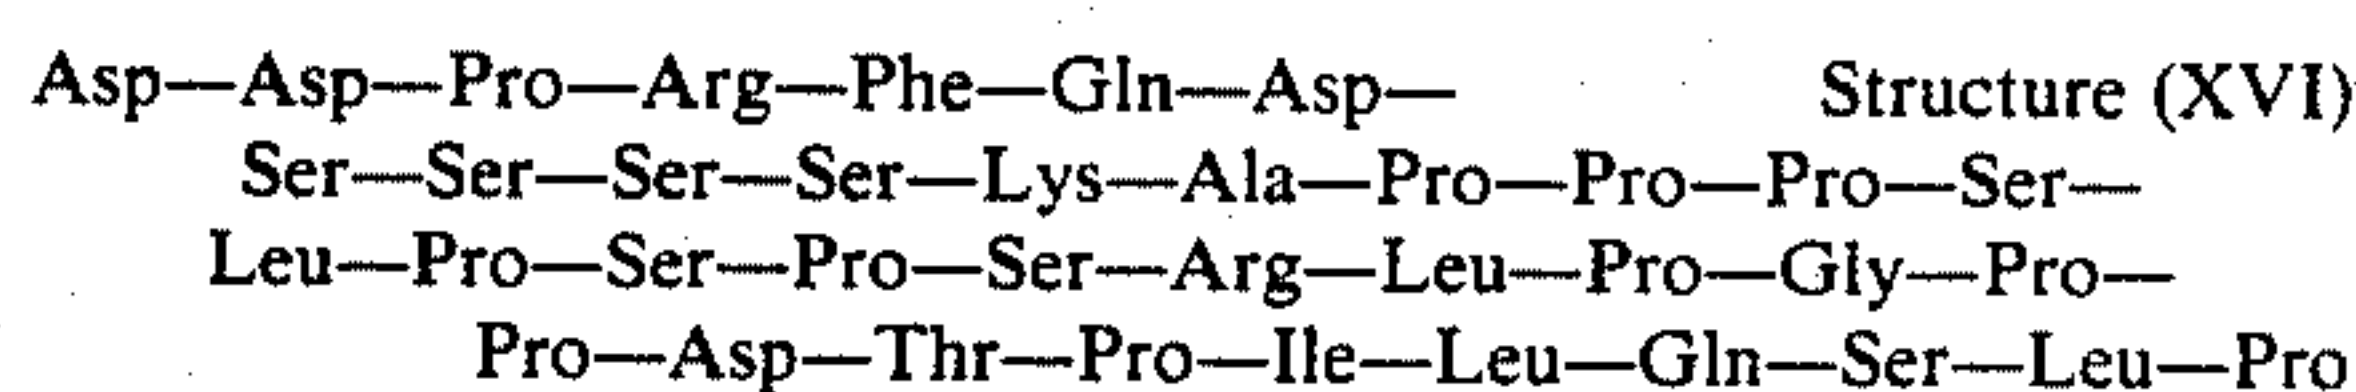 Asp—Asp—Pro—Arg—Phe—Gln—Asp— Structure (XVI)
Ser—Ser—Ser—Ser—Lys—Ala—Pro—Pro—Pro—Ser—
Leu—Pro—Ser—Pro—Ser—Arg—Leu—Pro—Gly—Pro—
Pro—Asp—Thr—Pro—Ile—Leu—Gln—Ser—Leu—Pro